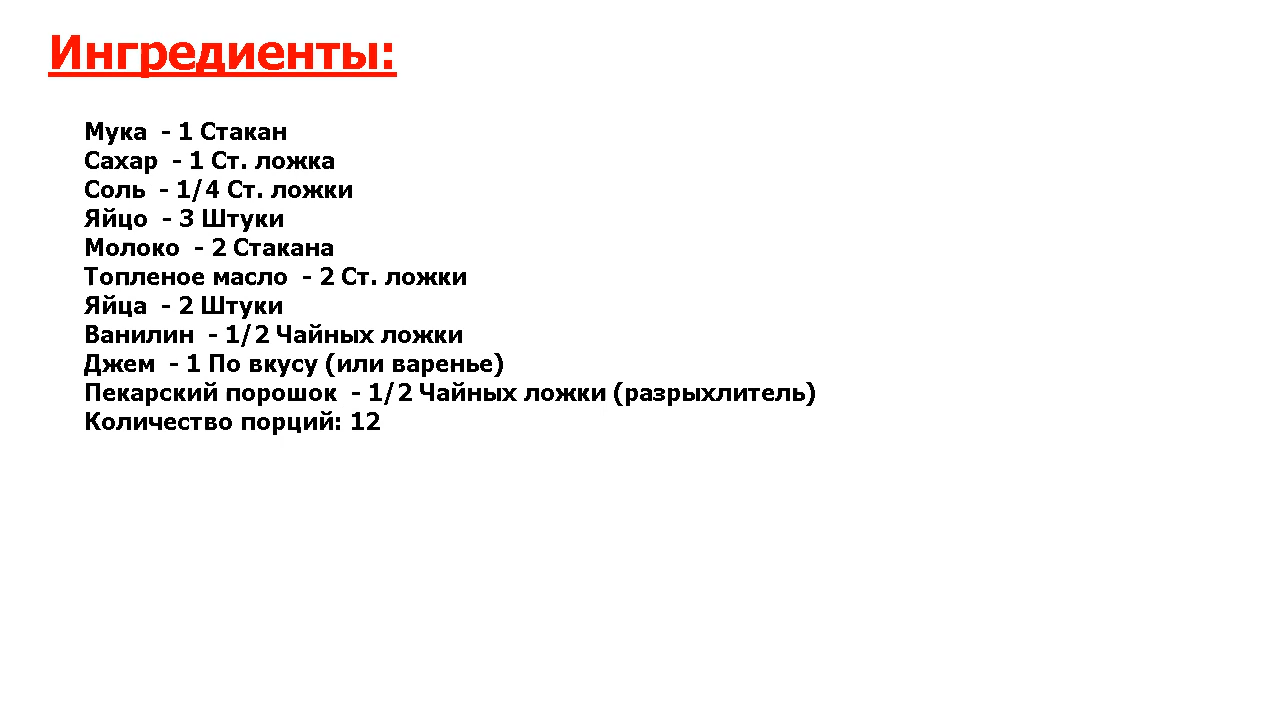 Ингредиенты:
Мука - 1 Стакан
Сахар - 1 Ст. ложка
Соль - 1/4 Ст. ложки
Яйцо - 3 Штуки
Молоко - 2 Стакана
Топленое масло - 2 Ст. ложки
Яйца - 2 Штуки
Ванилин - 1/2 Чайных ложки
Джем - 1 По вкусу (или варенье)
Пекарский порошок - 1/2 Чайных ложки (разрыхлитель)
Количество порций: 12